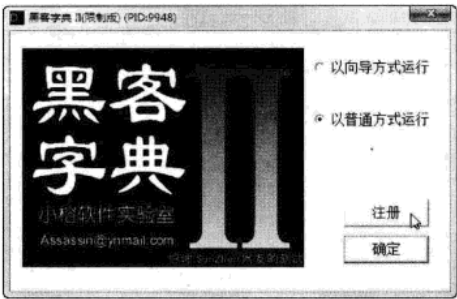 黑客字典 II(限制版) (PID:9948)
黑客
字典
II
小榕软件实验室
Assassin@ynmail.com
以向导方式运行
以普通方式运行
注册
确定